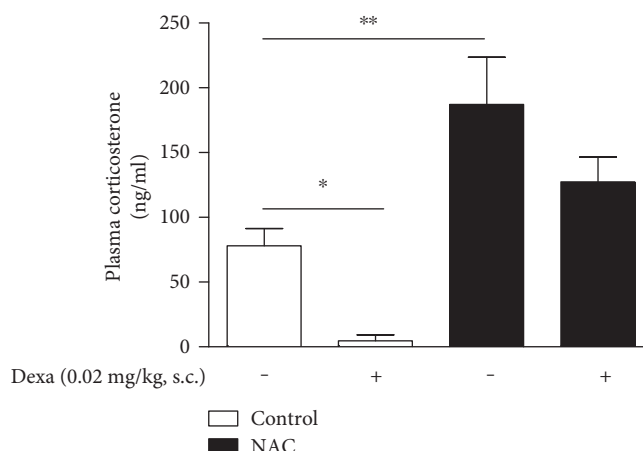 250
**
200
150
*
100
50
0
Plasma corticosterone
(ng/ml)
Dexa (0.02 mg/kg, s.c.) - + - +
Control
NAC